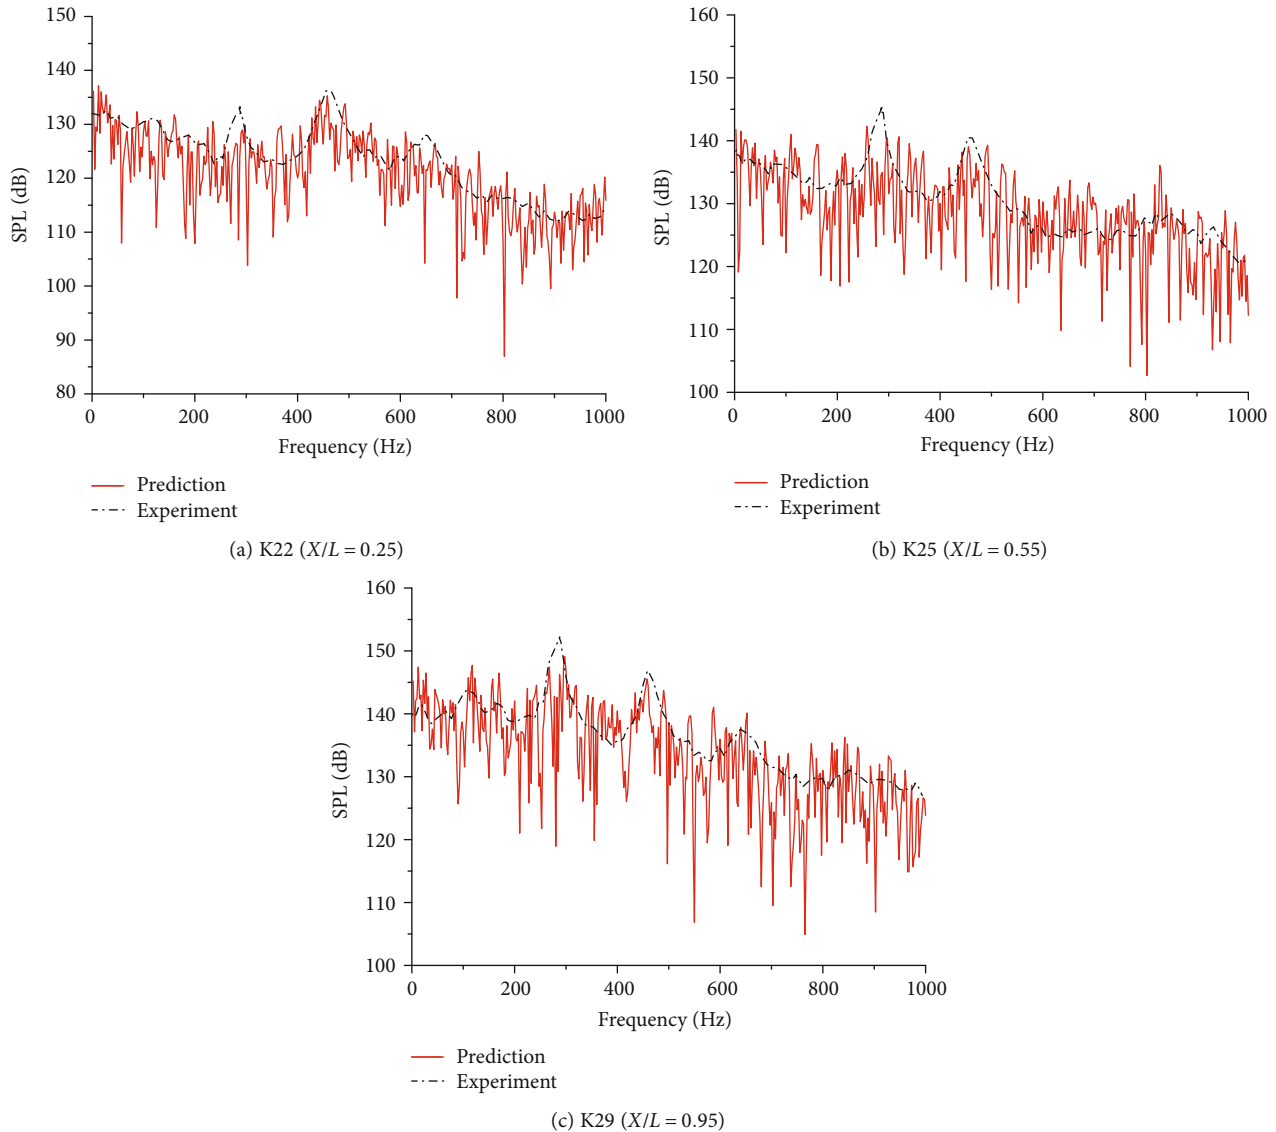 150
140
130
120
110
100
90
80
SPL (dB)
0 200 400 600 800 1000
Frequency (Hz)
Prediction
Experiment
(a) K22 (X/L = 0.25)
160
150
140
130
120
110
100
SPL (dB)
0 200 400 600 800 1000
Frequency (Hz)
Prediction
Experiment
(b) K25 (X/L = 0.55)
160
150
140
130
120
110
100
SPL (dB)
0 200 400 600 800 1000
Frequency (Hz)
Prediction
Experiment
(c) K29 (X/L = 0.95)